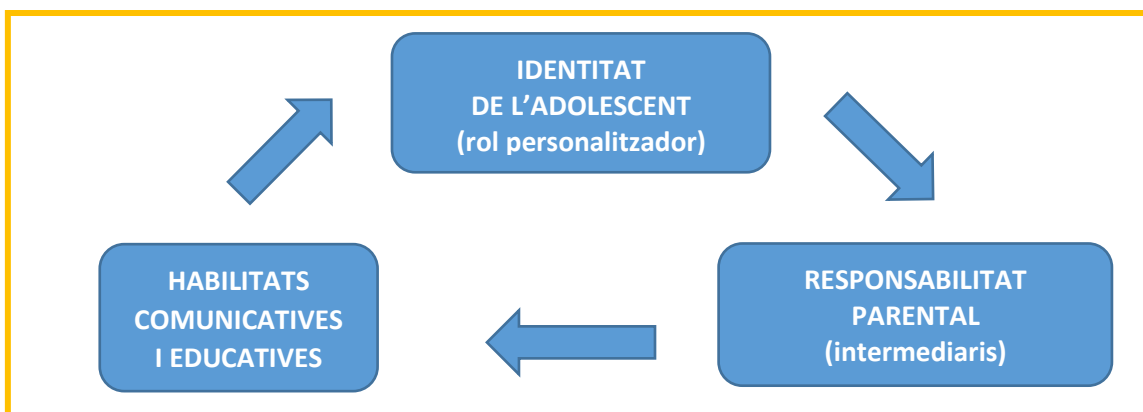 IDENTITAT
DE L’ADOLESCENT
(rol personalitzador)
HABILITATS
COMUNICATIVES
I EDUCATIVES
RESPONSABILITAT
PARENTAL
(intermediaris)